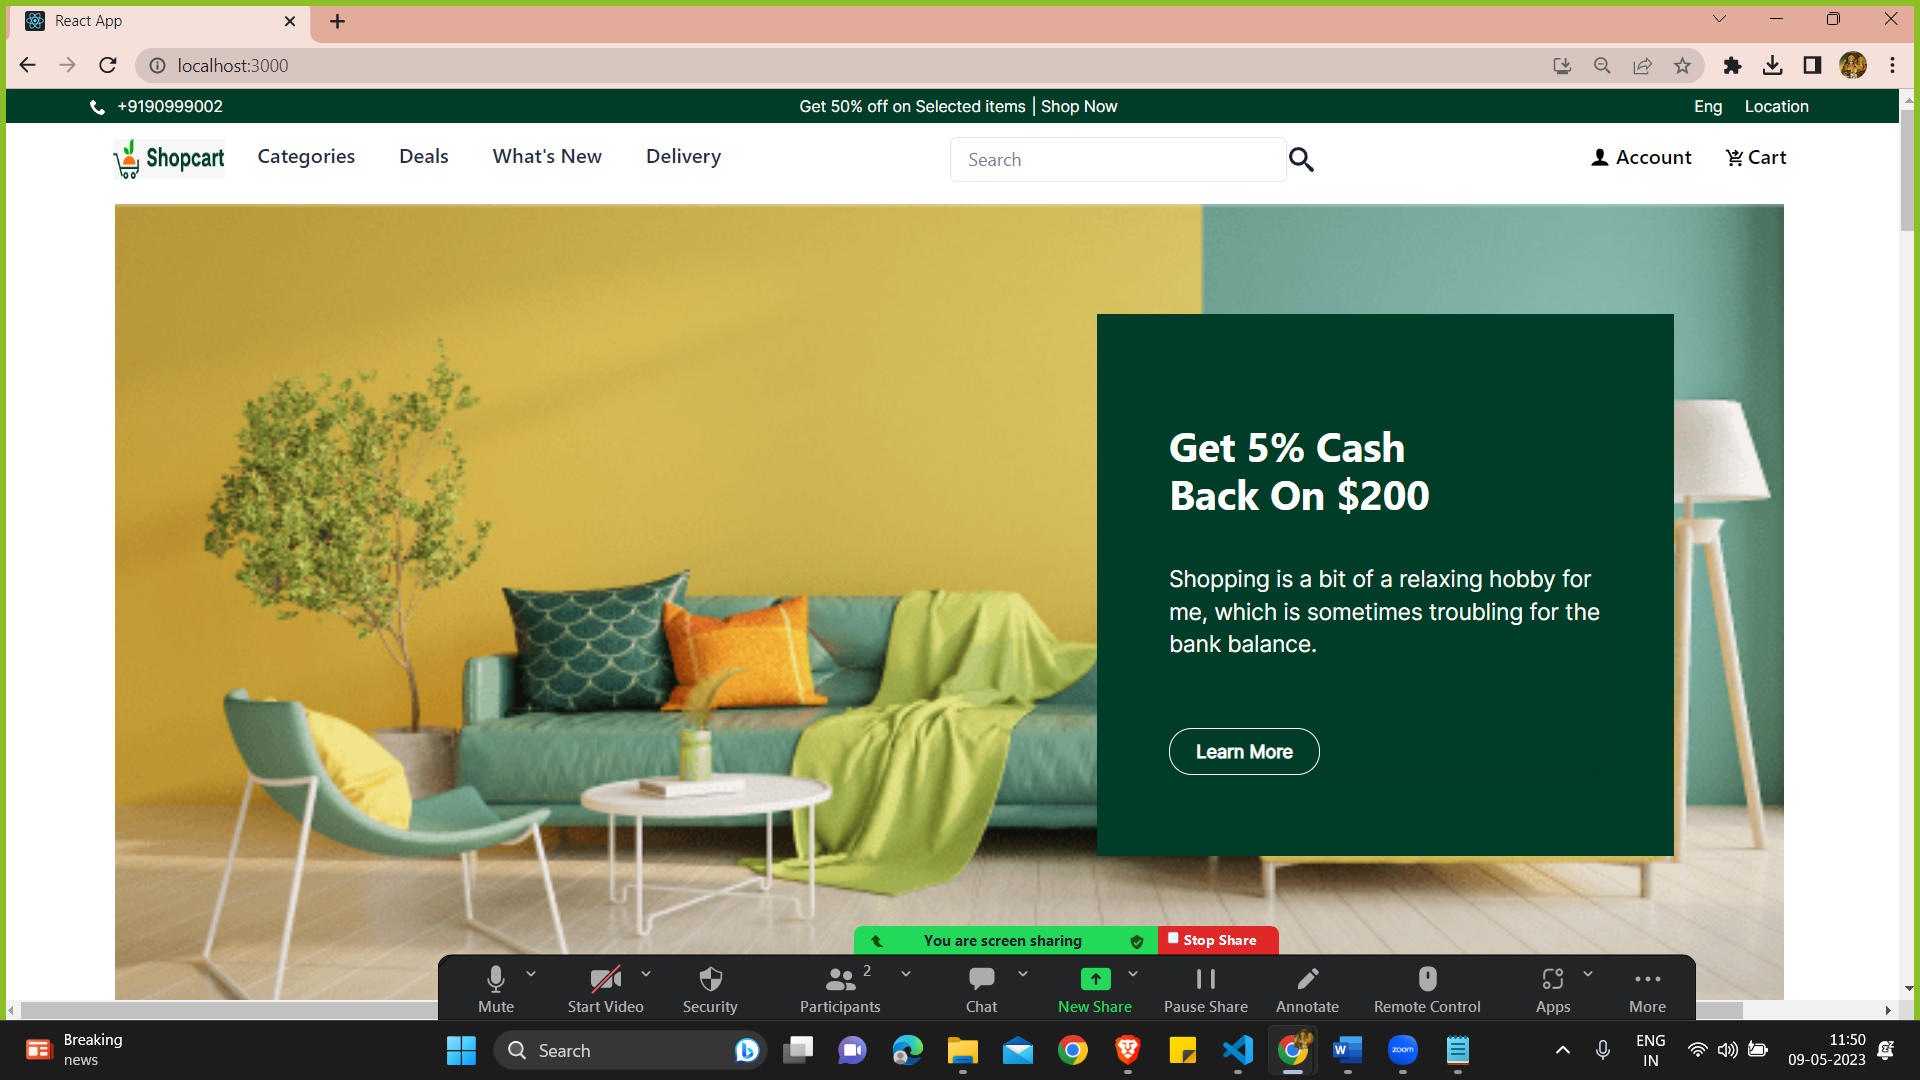 React App
localhost:3000
+9190999002
Get 50% off on Selected items | Shop Now
Eng Location
Shopcart
Categories Deals What's New Delivery
Search
Account Cart
Get 5% Cash
Back On $200
Shopping is a bit of a relaxing hobby for
me, which is sometimes troubling for the
bank balance.
Learn More
You are screen sharing
Stop Share
2
Mute Start Video Security Participants Chat New Share Pause Share Annotate Remote Control Apps More
Breaking
news
Search
W
zoom
ENG
IN
11:50
09-05-2023